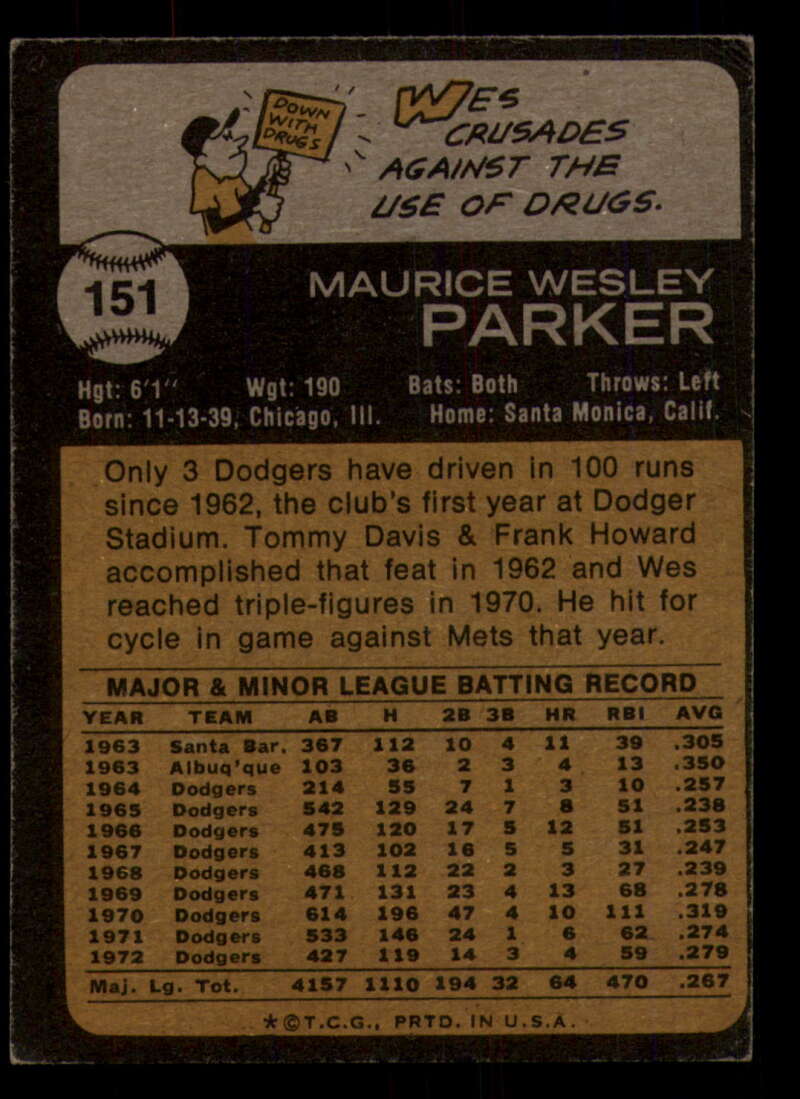 DOWN
WITH
DRUGS
WES
CRUSADES
AGAINST THE
USE OF DRUGS.
151
MAURICE WESLEY
PARKER
Hgt: 6'1" Wgt: 190 Bats: Both Throws: Left
Born: 11-13-39, Chicago, Ill. Home: Santa Monica, Calif.
Only 3 Dodgers have driven in 100 runs
since 1962, the club's first year at Dodger
Stadium. Tommy Davis & Frank Howard
accomplished that feat in 1962 and Wes
reached triple-figures in 1970. He hit for
cycle in game against Mets that year.
MAJOR & MINOR LEAGUE BATTING RECORD
YEAR TEAM AB H 2B 3B HR RBI AVG
1963 Santa Bar. 367 112 10 4 11 39 .305
1963 Albuq'que 103 36 2 3 4 13 .350
1964 Dodgers 214 55 7 1 3 10 .257
1965 Dodgers 542 129 24 7 8 51 .238
1966 Dodgers 475 120 17 5 12 51 .253
1967 Dodgers 413 102 16 5 5 31 .247
1968 Dodgers 468 112 22 2 3 27 .239
1969 Dodgers 471 131 23 4 13 68 .278
1970 Dodgers 614 196 47 4 10 111 .319
1971 Dodgers 533 146 24 1 6 62 .274
1972 Dodgers 427 119 14 3 4 59 .279
Maj. Lg. Tot. 4157 1110 194 32 64 470 .267
*©T.C.G., PRTD. IN U.S.A.